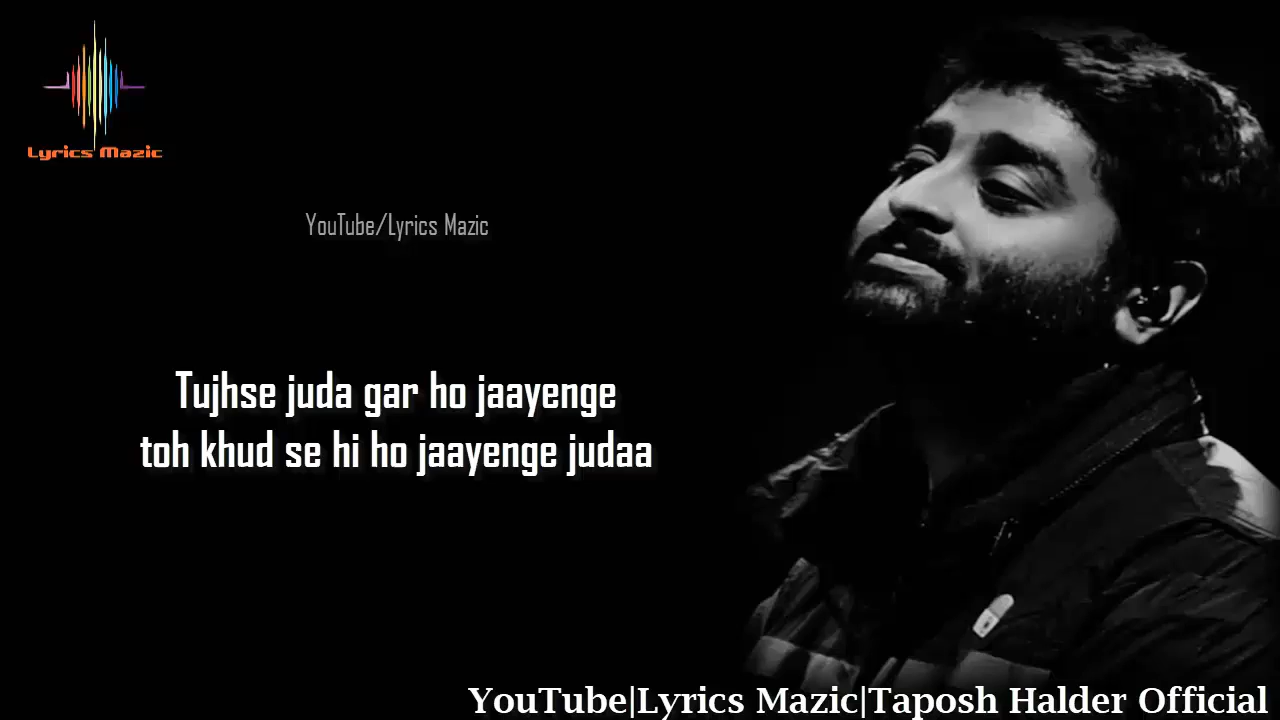 Lyrics Mazic
YouTube/Lyrics Mazic
Tujhse juda gar ho jaayenge
toh khud se hi ho jaayenge judaa
YouTube|Lyrics Mazic|Taposh Halder Official